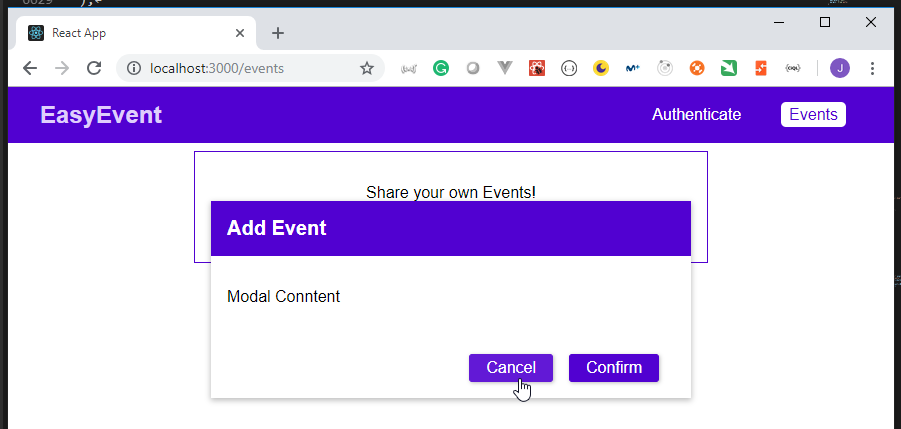 React App
localhost:3000/events
J
EasyEvent
Authenticate
Events
Share your own Events!
Add Event
Modal Conntent
Cancel
Confirm